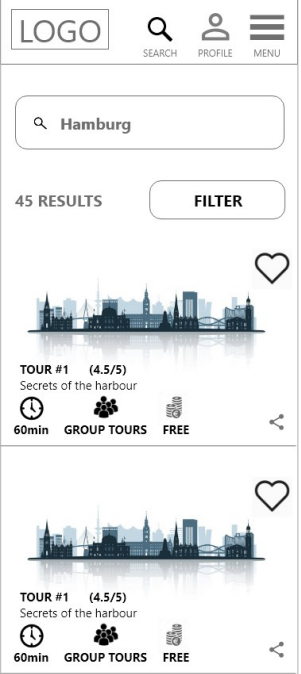 LOGO
SEARCH PROFILE MENU
Hamburg
45 RESULTS FILTER
TOUR #1 (4.5/5)
Secrets of the harbour
60min GROUP TOURS FREE
TOUR #1 (4.5/5)
Secrets of the harbour
60min GROUP TOURS FREE